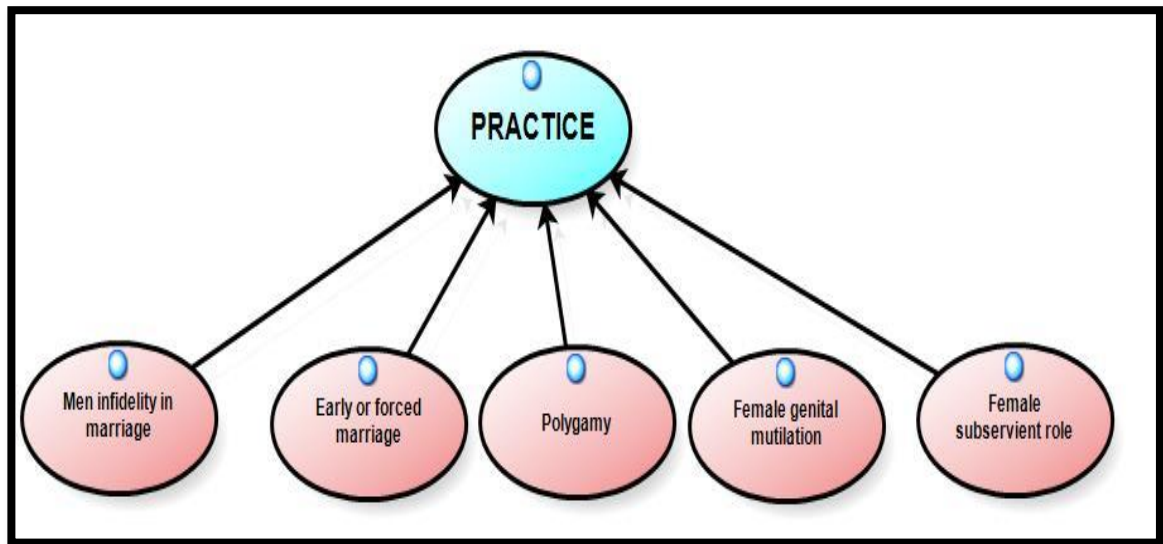 PRACTICE
Men infidelity in
marriage
Early or forced
marriage
Polygamy
Female genital
mutilation
Female
subservient role